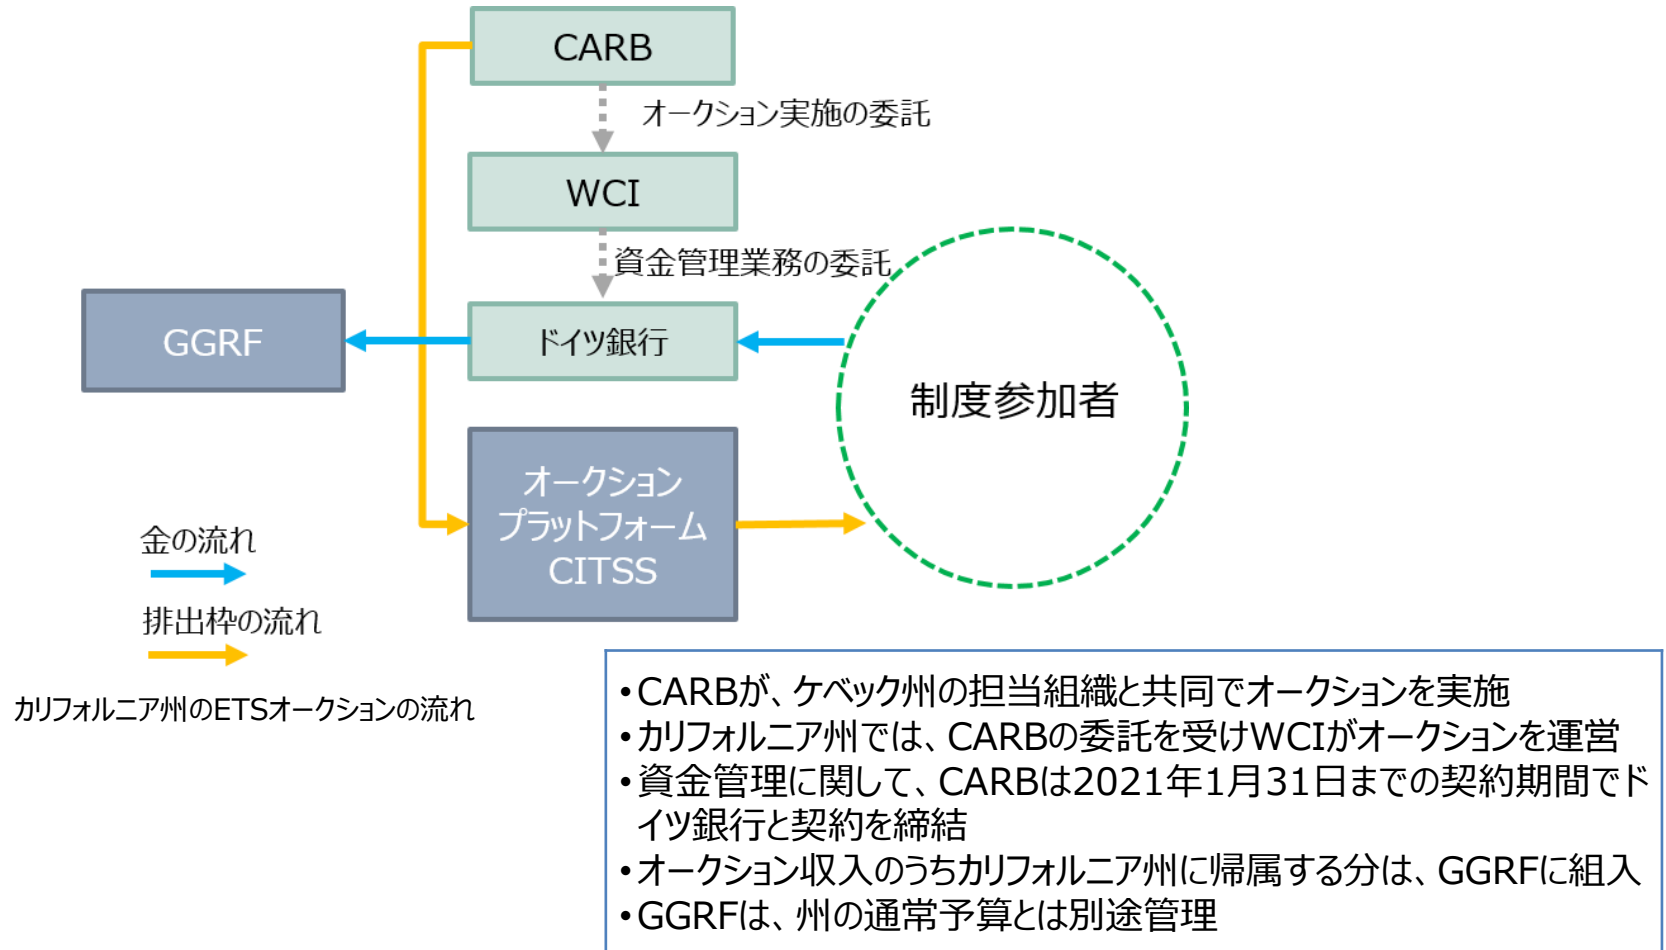 CARB
オークション実施の委託
WCI
資金管理業務の委託
GGRF
ドイツ銀行
制度参加者
オークション
プラットフォーム
CITSS
金の流れ
排出枠の流れ
カリフォルニア州のETSオークションの流れ
•CARBが、ケベック州の担当組織と共同でオークションを実施
•カリフォルニア州では、CARBの委託を受けWCIがオークションを運営
•資金管理に関して、CARBは2021年1月31日までの契約期間でド
イツ銀行と契約を締結
•オークション収入のうちカリフォルニア州に帰属する分は、GGRFに組入
•GGRFは、州の通常予算とは別途管理